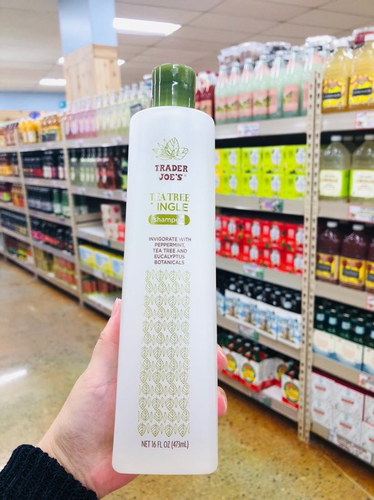 TRADER
JOE'S
TEA TREE
TINGLE
shampoo
INVIGORATE WITH
PEPPERMINT,
TEA TREE AND
EUCALYPTUS
BOTANICALS
NET 16 FL OZ (473mL)